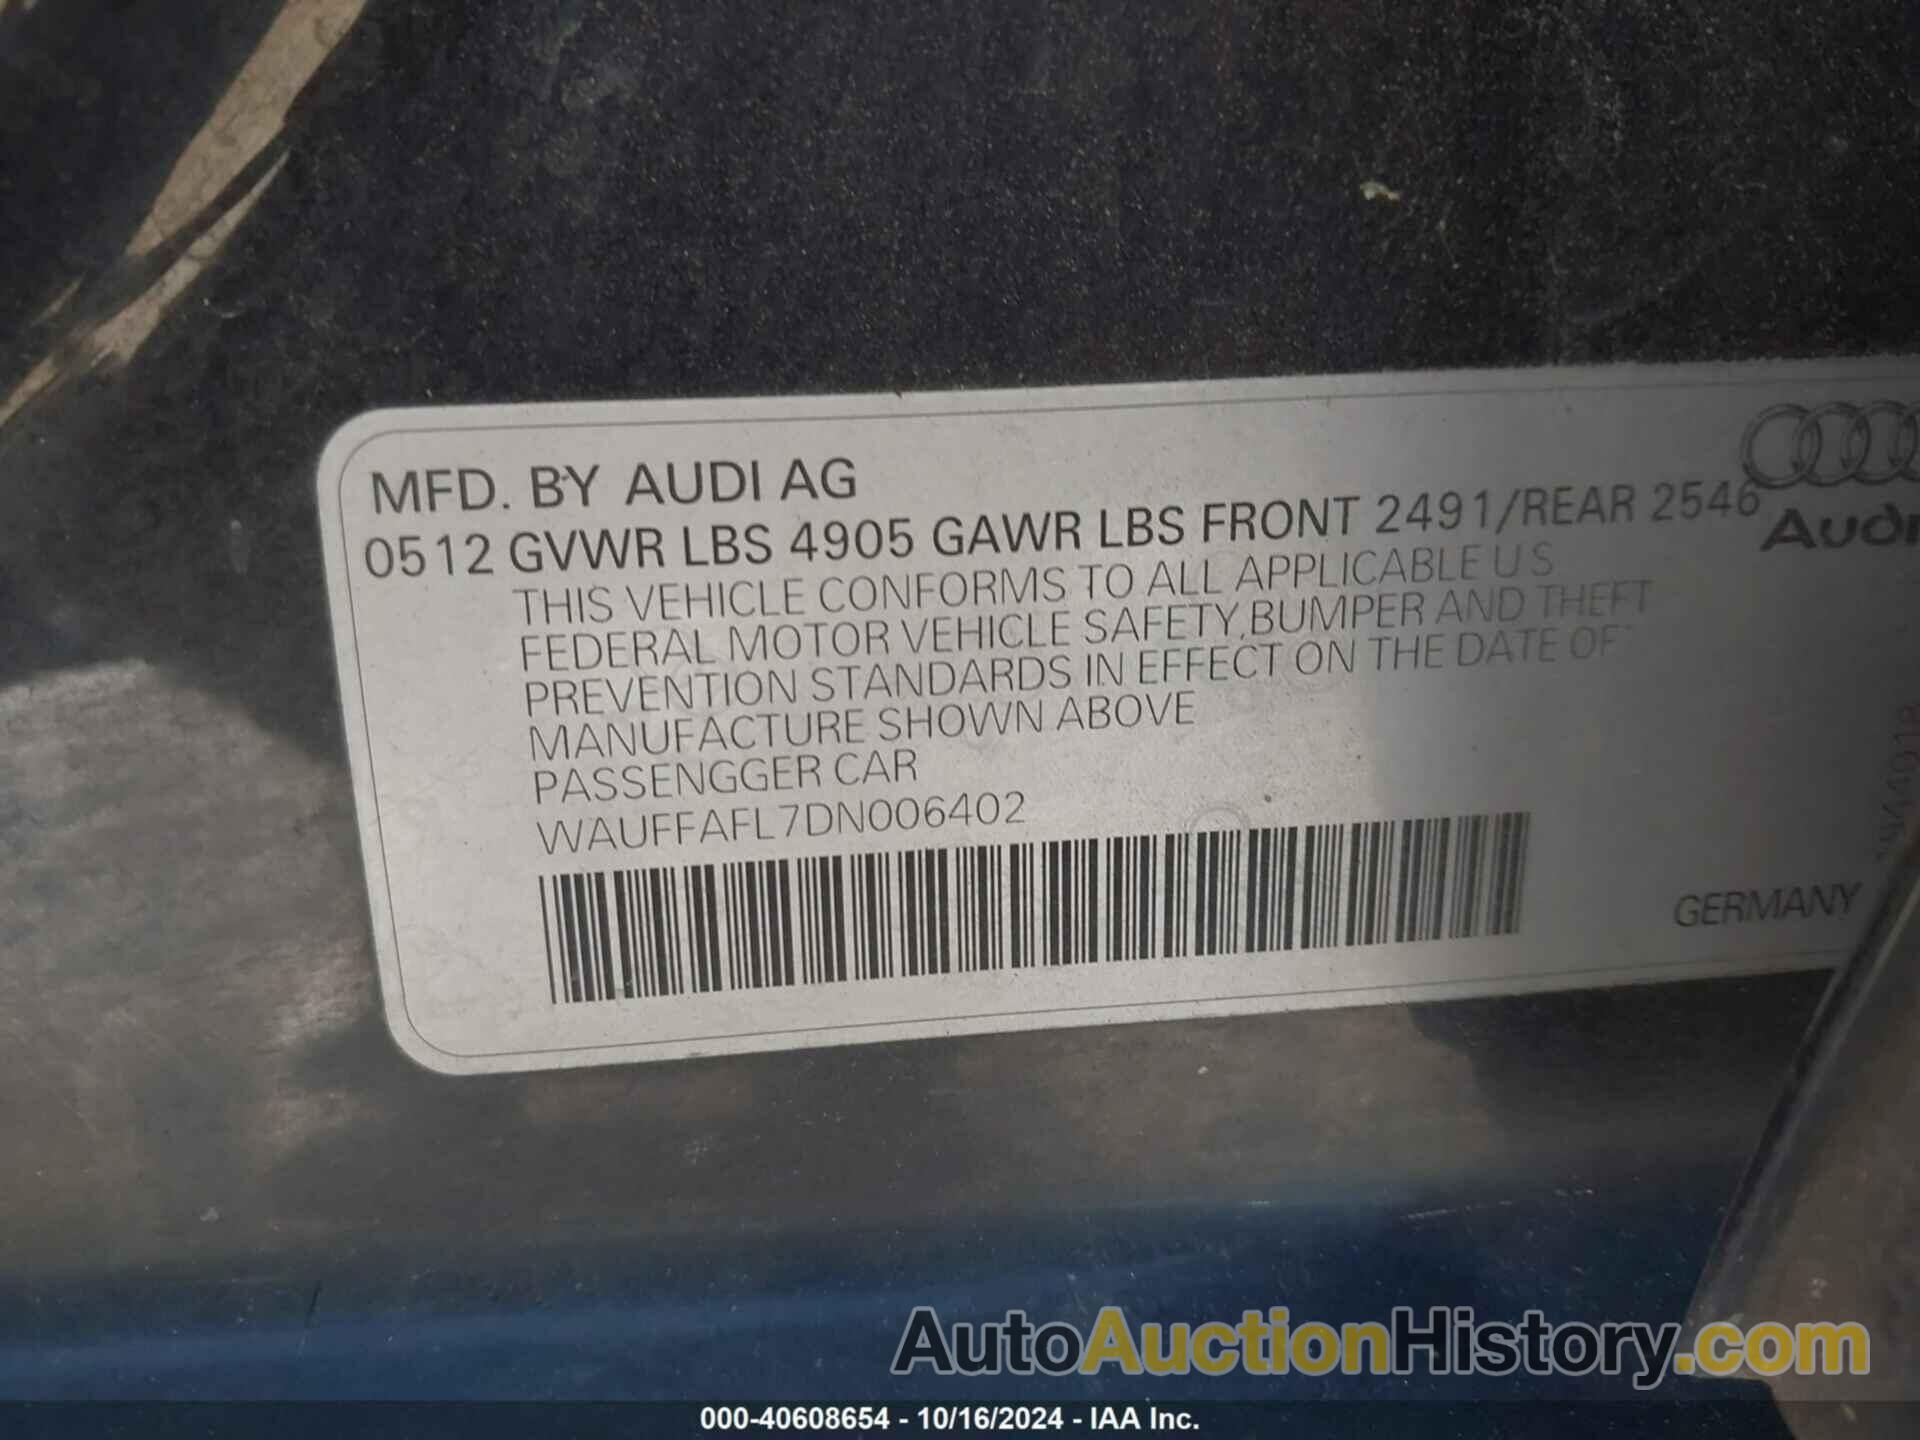 MFD. BY AUDI AG
0512 GVWR LBS 4905 GAWR LBS FRONT 2491/REAR 2546
Audi
THIS VEHICLE CONFORMS TO ALL APPLICABLE U S
FEDERAL MOTOR VEHICLE SAFETY,BUMPER AND THEFT
PREVENTION STANDARDS IN EFFECT ON THE DATE OF
MANUFACTURE SHOWN ABOVE
PASSENGGER CAR
WAUFFAFL7DN006402
GERMANY
AutoAuctionHistory.com
000-40608654 - 10/16/2024 - IAA Inc.